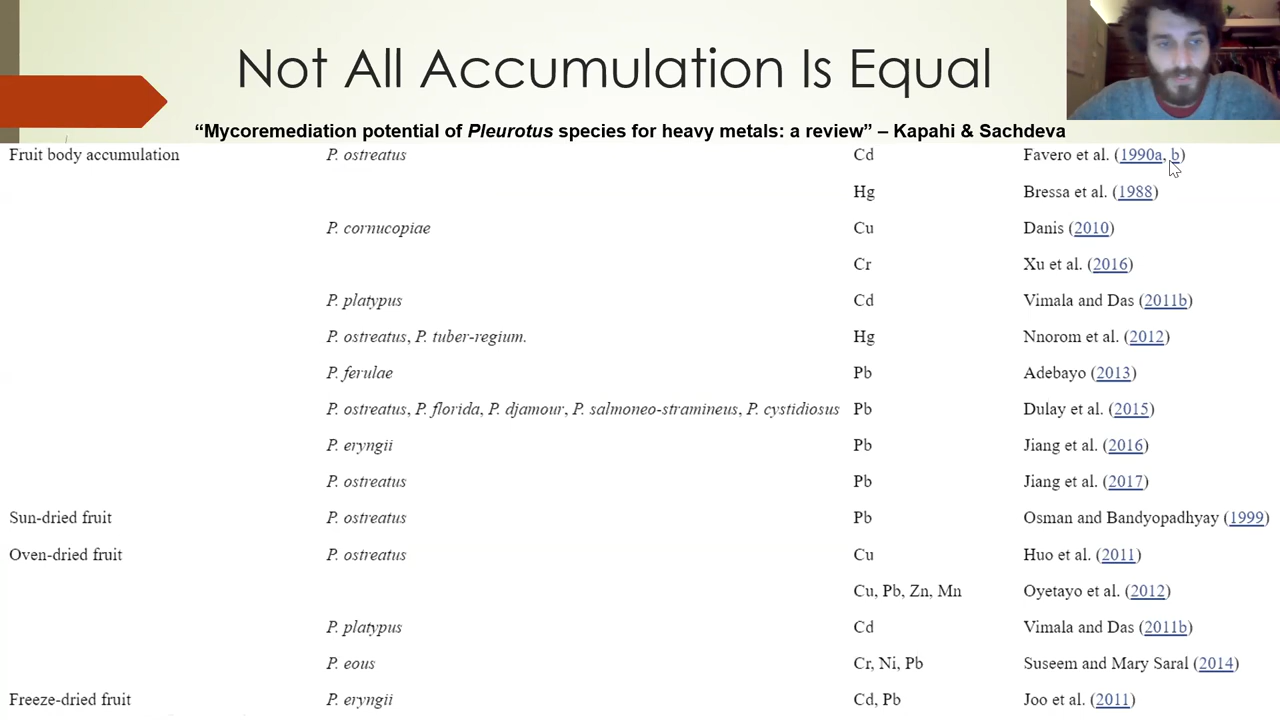 Not All Accumulation Is Equal
“Mycoremediation potential of Pleurotus species for heavy metals: a review” – Kapahi & Sachdeva
Fruit body accumulation P. ostreatus Cd Favero et al. (1990a, b)
Hg Bressa et al. (1988)
P. cornucopiae Cu Danis (2010)
Cr Xu et al. (2016)
P. platypus Cd Vimala and Das (2011b)
P. ostreatus, P. tuber-regium. Hg Nnorom et al. (2012)
P. ferulae Pb Adebayo (2013)
P. ostreatus, P. florida, P. djamour, P. salmoneo-stramineus, P. cystidiosus Pb Dulay et al. (2015)
P. eryngii Pb Jiang et al. (2016)
P. ostreatus Pb Jiang et al. (2017)
Sun-dried fruit P. ostreatus Pb Osman and Bandyopadhyay (1999)
Oven-dried fruit P. ostreatus Cu Huo et al. (2011)
Cu, Pb, Zn, Mn Oyetayo et al. (2012)
P. platypus Cd Vimala and Das (2011b)
P. eous Cr, Ni, Pb Suseem and Mary Saral (2014)
Freeze-dried fruit P. eryngii Cd, Pb Joo et al. (2011)